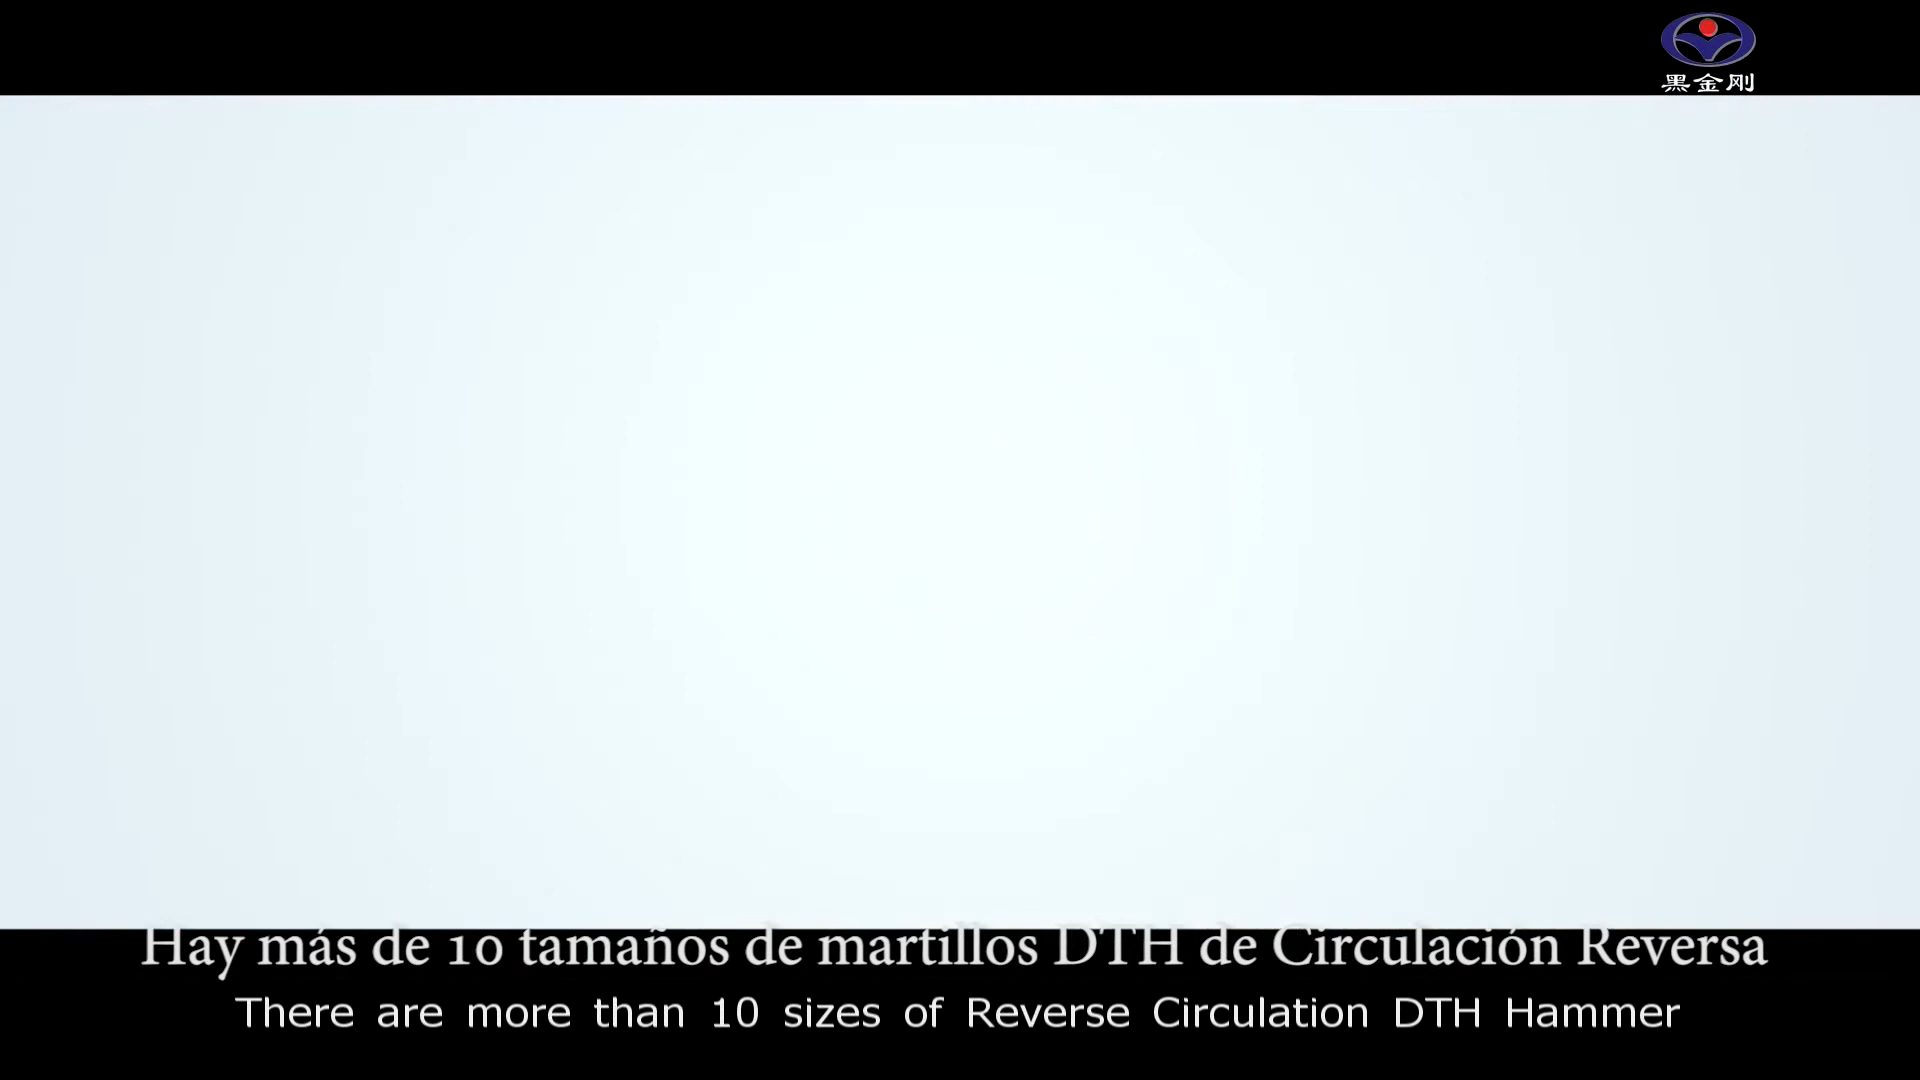 黑金刚
Hay más de 10 tamaños de martillos DTH de Circulación Reversa
There are more than 10 sizes of Reverse Circulation DTH Hammer